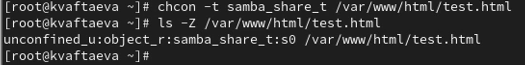 [root@kvaftaeva ~]# chcon -t samba_share_t /var/www/html/test.html
[root@kvaftaeva ~]# ls -Z /var/www/html/test.html
unconfined_u:object_r:samba_share_t:s0 /var/www/html/test.html
[root@kvaftaeva ~]#